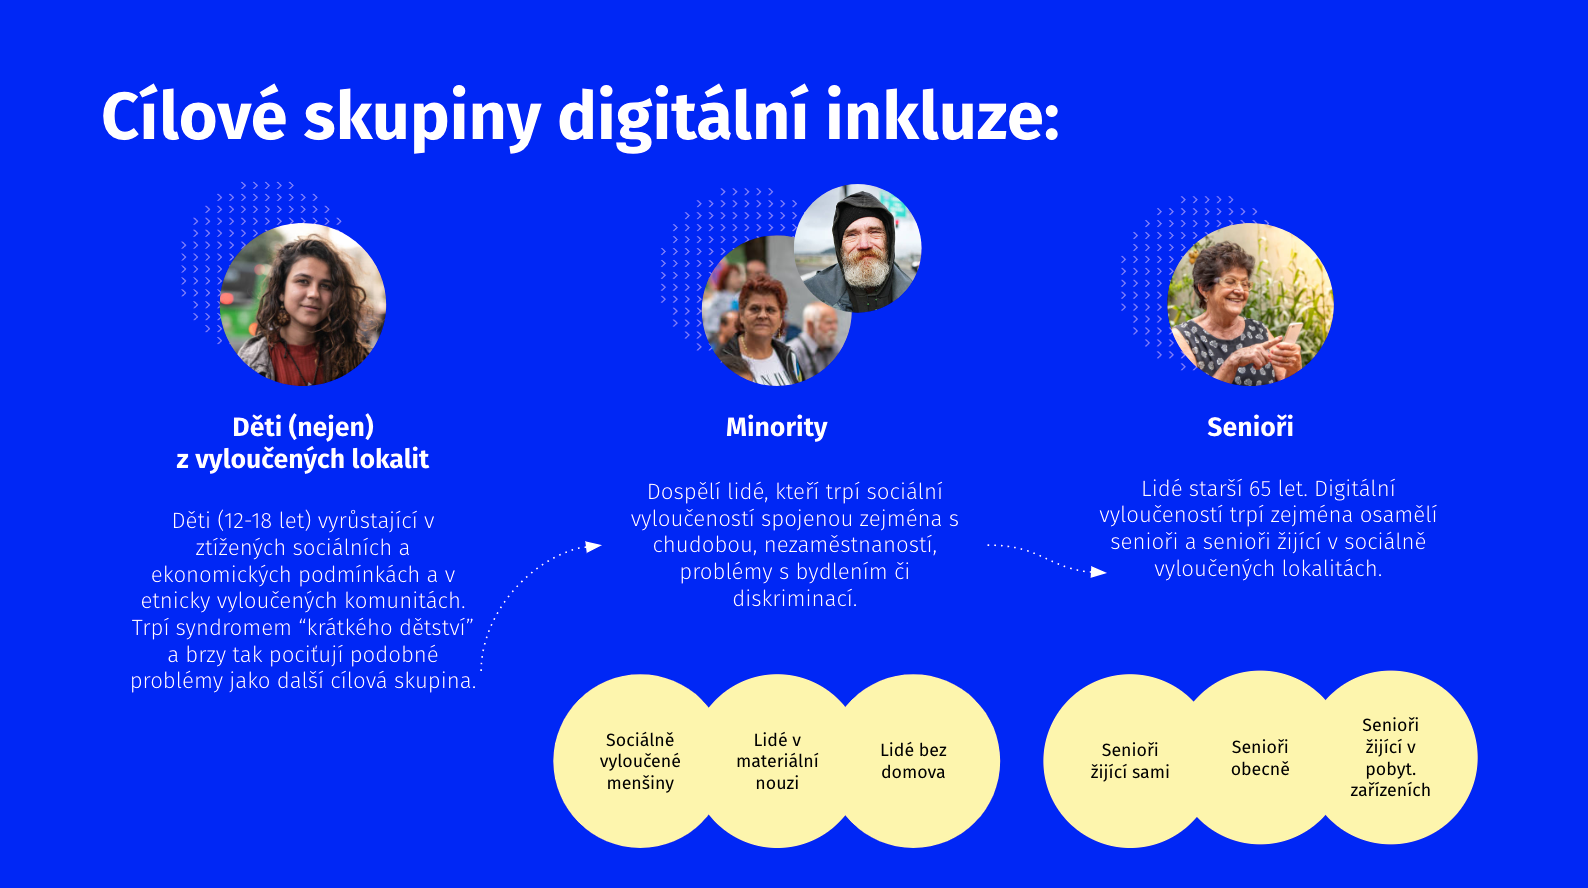 Cílové skupiny digitální inkluze:
Děti (nejen)
z vyloučených lokalit
Děti (12-18 let) vyrůstající v
ztížených sociálních a
ekonomických podmínkách a v
etnicky vyloučených komunitách.
Trpí syndromem “krátkého dětství”
a brzy tak pociťují podobné
problémy jako další cílová skupina.
Minority
Dospělí lidé, kteří trpí sociální
vyloučeností spojenou zejména s
chudobou, nezaměstnaností,
problémy s bydlením či
diskriminací.
Sociálně
vyloučené
menšiny
Lidé v
materiální
nouzi
Lidé bez
domova
Senioři
Lidé starší 65 let. Digitální
vyloučeností trpí zejména osamělí
senioři a senioři žijící v sociálně
vyloučených lokalitách.
Senioři
žijící sami
Senioři
obecně
Senioři
žijící v
pobyt.
zařízeních